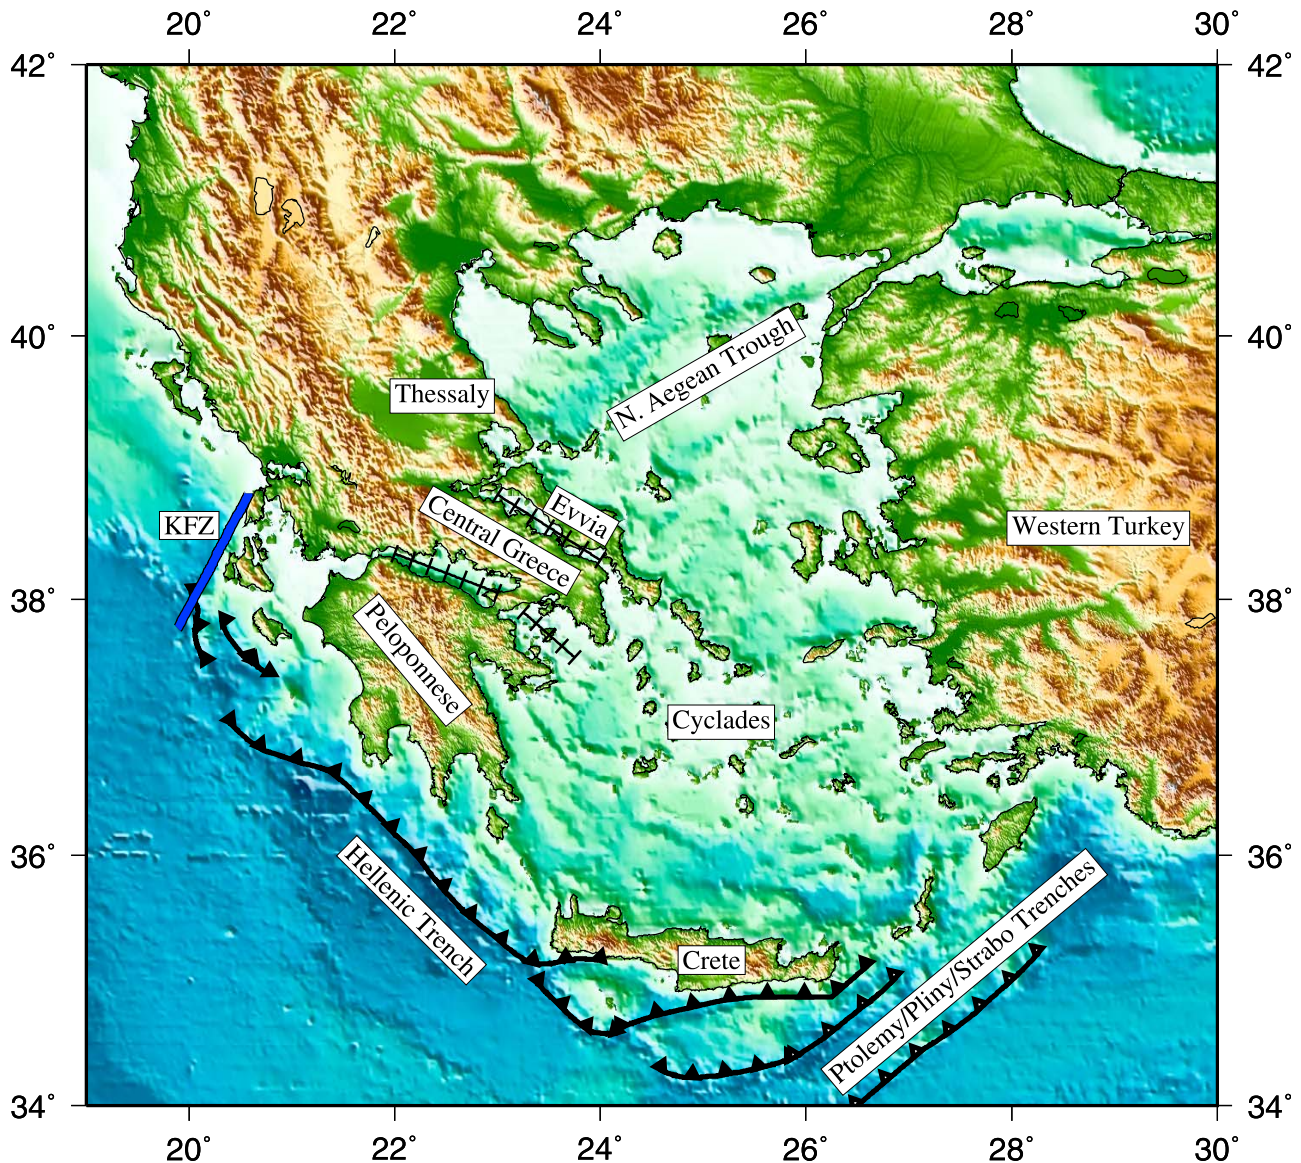 20° 22° 24° 26° 28° 30°
42° 42°
40° 40°
N. Aegean Trough
Thessaly
Evvia
Central Greece
KFZ
Western Turkey
38° 38°
Peloponnese
Cyclades
36° 36°
Hellenic Trench
Ptolemy/Pliny/Strabo Trenches
Crete
34° 34°
20° 22° 24° 26° 28° 30°